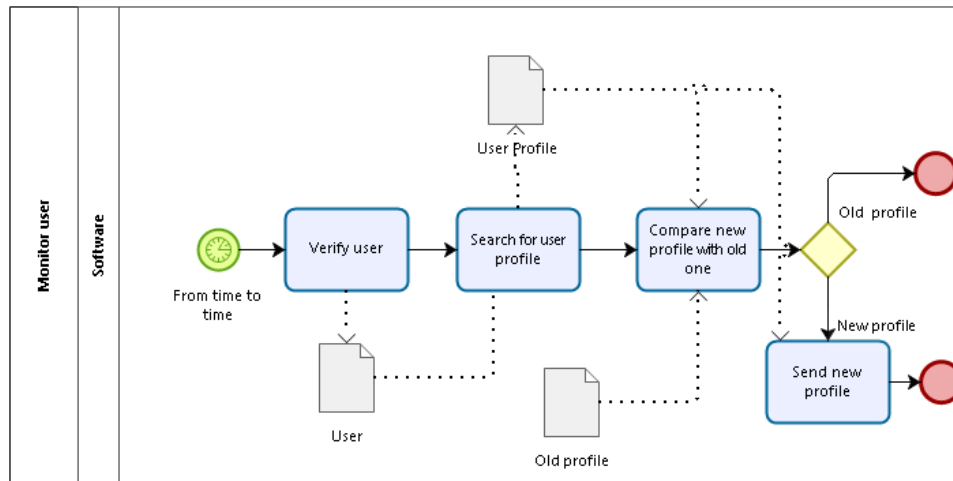 Monitor user
Software
From time to
time
Verify user
User
Search for user
profile
User Profile
Compare new
profile with old
one
Old profile
Old profile
New profile
Send new
profile